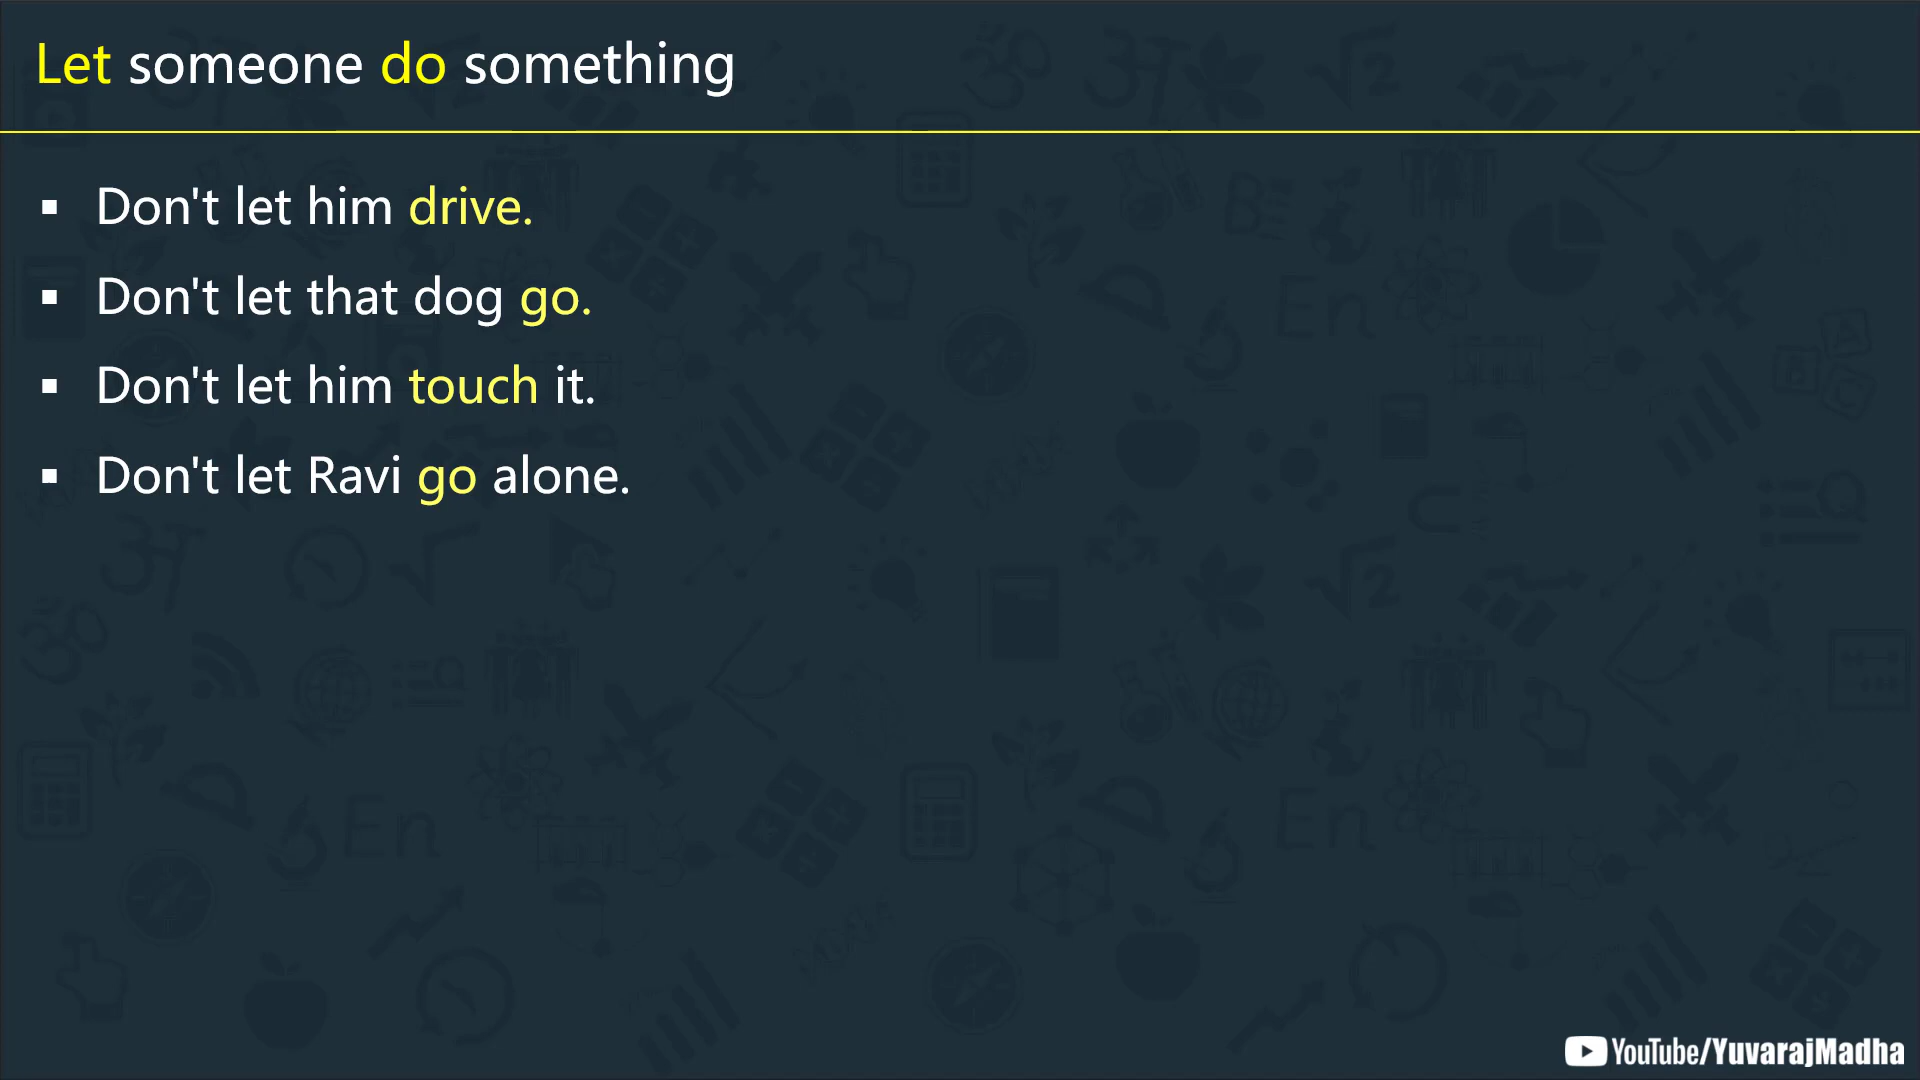 Let someone do something
▪ Don't let him drive.
▪ Don't let that dog go.
▪ Don't let him touch it.
▪ Don't let Ravi go alone.
YouTube/YuvarajMadha